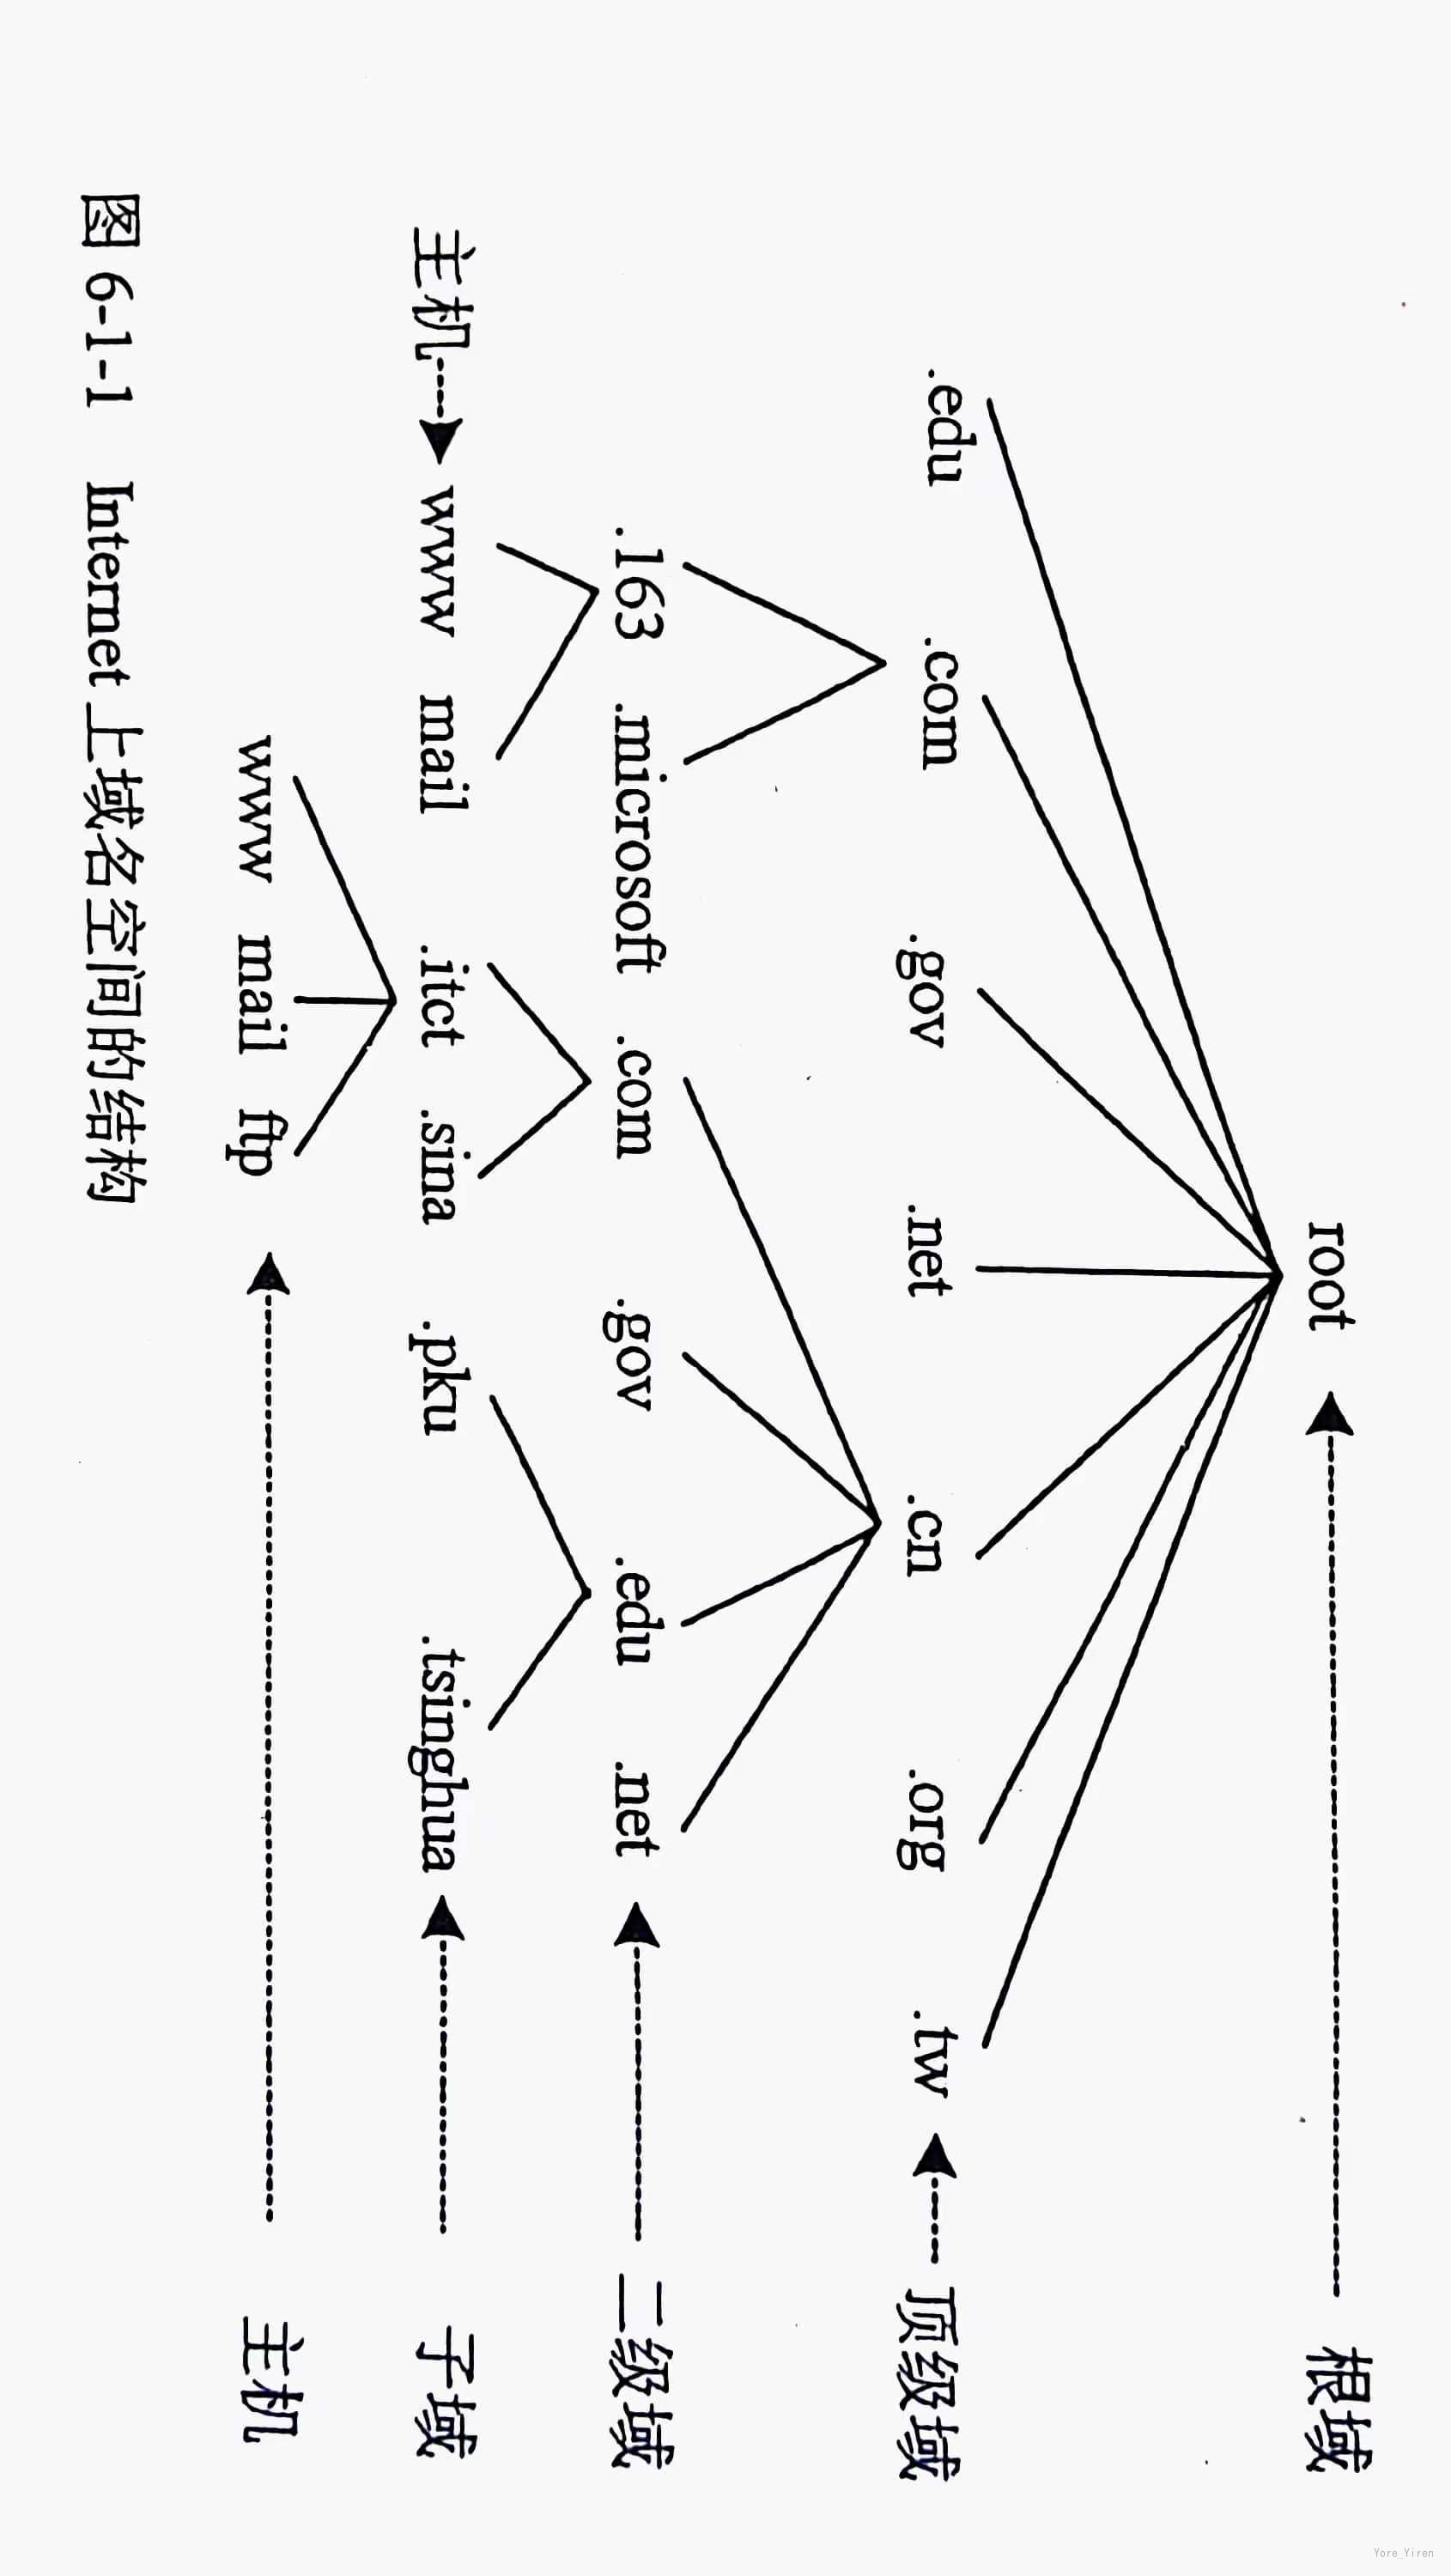 root 根域
.edu .com .gov .net .cn .org .tw 顶级域
.163 .microsoft .com .gov .edu .net 二级域
主机 www mail .itct .sina .pku .tsinghua 子域
www mail ftp 主机
图 6-1-1 Internet 上域名空间的结构
Yore_Yiren